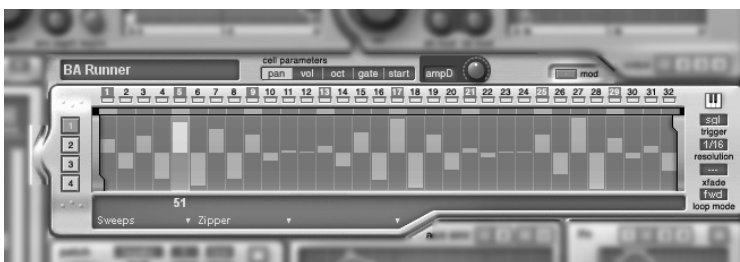 cell parameters
BA Runner
pan vol oct gate start ampD mod
1 2 3 4 5 6 7 8 9 10 11 12 13 14 15 16 17 18 19 20 21 22 23 24 25 26 27 28 29 30 31 32
1
2
3
4
sgl
trigger
1/16
resolution
---
xfade
fwd
loop mode
51
Sweeps Zipper